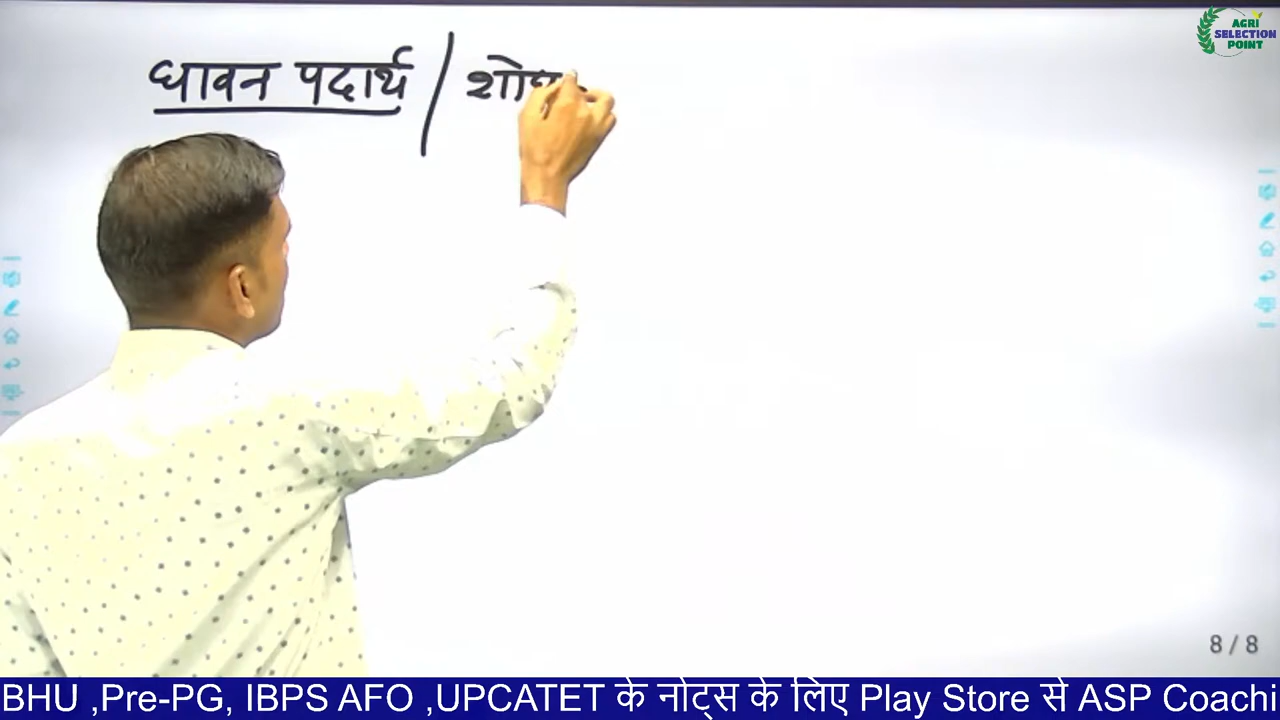 धावन पदार्थ /
AGRI
SELECTION
POINT
8/8
BHU ,Pre-PG, IBPS AFO ,UPCATET के नोट्स के लिए Play Store से ASP Coachi